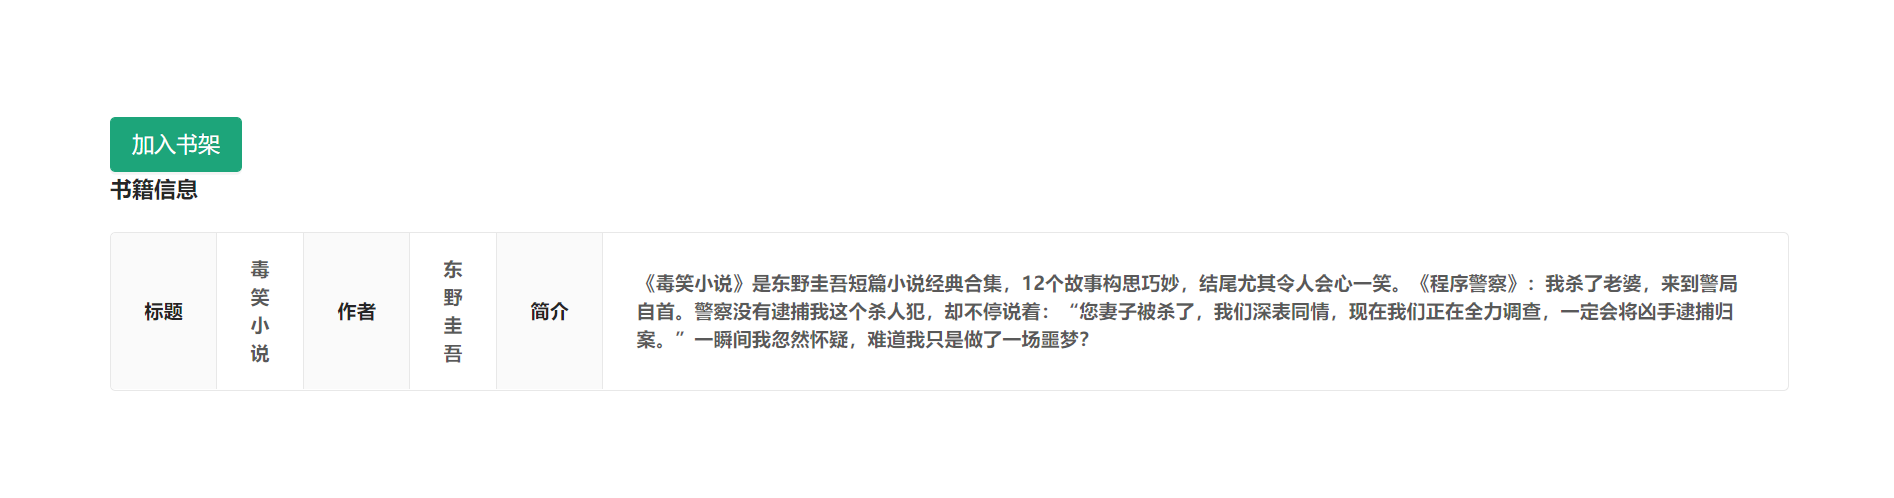 加入书架
书籍信息
标题
毒
笑
小
说
作者
东
野
圭
吾
简介
《毒笑小说》是东野圭吾短篇小说经典合集，12个故事构思巧妙，结尾尤其令人会心一笑。《程序警察》：我杀了老婆，来到警局
自首。警察没有逮捕我这个杀人犯，却不停说着：“您妻子被杀了，我们深表同情，现在我们正在全力调查，一定会将凶手逮捕归
案。”一瞬间我忽然怀疑，难道我只是做了一场噩梦？